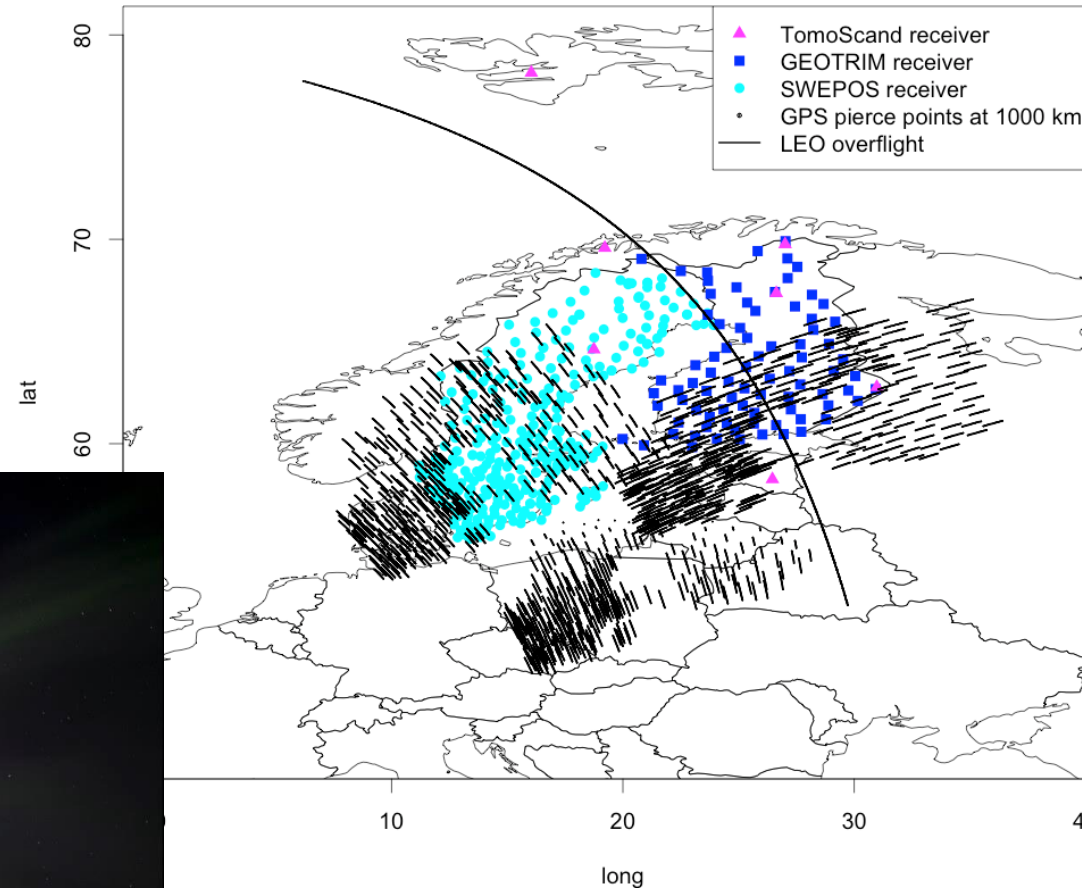 80
70
60
lat
TomoScand receiver
GEOTRIM receiver
SWEPOS receiver
GPS pierce points at 1000 km
LEO overflight
10
20
30
long